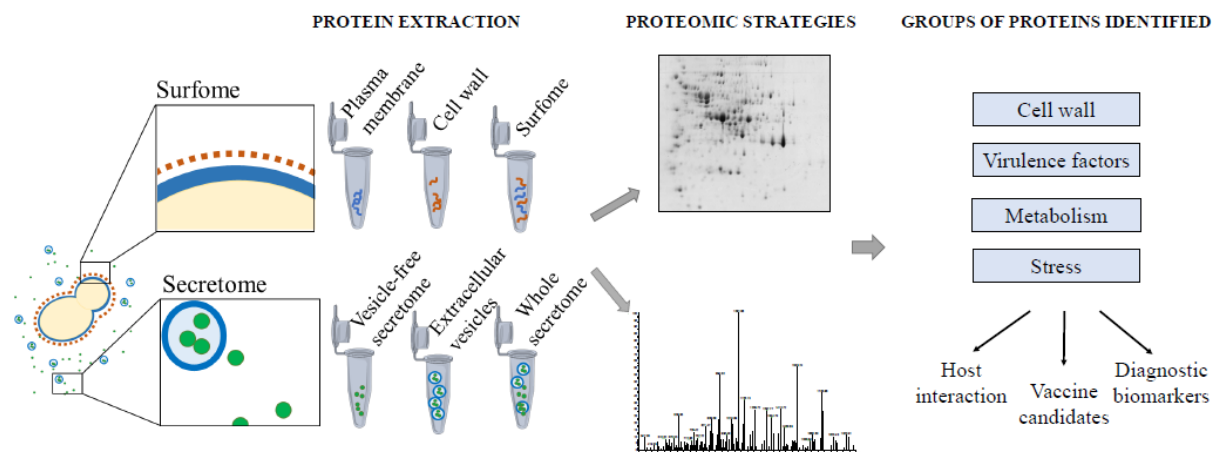 PROTEIN EXTRACTION
PROTEOMIC STRATEGIES
GROUPS OF PROTEINS IDENTIFIED
Surfome
Plasma
membrane
Cell wall
Surfome
Secretome
Vesicle-free
secretome
Extracellular
vesicles
Whole
secretome
Cell wall
Virulence factors
Metabolism
Stress
Host
interaction
Vaccine
candidates
Diagnostic
biomarkers